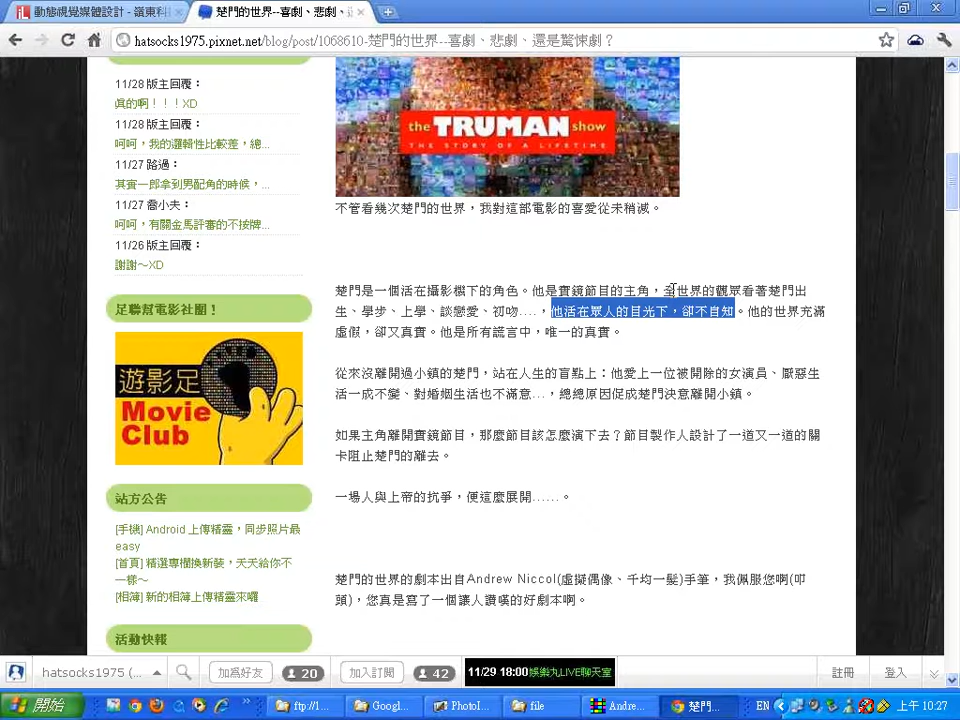 動態視覺媒體設計 - 嶺東科
楚門的世界--喜劇、悲劇、
hatsocks1975.pixnet.net/blog/post/1068610-楚門的世界--喜劇、悲劇、還是驚悚劇？
11/28 版主回覆：
真的啊！！！XD
11/28 版主回覆：
呵呵，我的邏輯性比較差，總...
11/27 路過：
其實一郎拿到男配角的時候，...
11/27 喬小夫：
呵呵，有關金馬評審的不按牌...
11/26 版主回覆：
謝謝～XD
足聯幫電影社團！
遊影足
Movie
Club
站方公告
[手機] Android 上傳精靈，同步照片最
easy
[首頁] 精選專欄換新裝，天天給你不
一樣～
[相簿] 新的相簿上傳精靈來囉
活動快報
the TRUMAN show
THE STORY OF A LIFETIME
不管看幾次楚門的世界，我對這部電影的喜愛從未稍減。
楚門是一個活在攝影棚下的角色。他是實鏡節目的主角，全世界的觀眾看著楚門出
生、學步、上學、談戀愛、初吻....，他活在眾人的目光下，卻不自知。他的世界充滿
虛假，卻又真實。他是所有謊言中，唯一的真實。
從來沒離開過小鎮的楚門，站在人生的盲點上：他愛上一位被開除的女演員、厭惡生
活一成不變、對婚姻生活也不滿意...，總總原因促成楚門決意離開小鎮。
如果主角離開實鏡節目，那麼節目該怎麼演下去？節目製作人設計了一道又一道的關
卡阻止楚門的離去。
一場人與上帝的抗爭，便這麼展開......。
楚門的世界的劇本出自Andrew Niccol(虛擬偶像、千均一髮)手筆，我佩服您啊(叩
頭)，您真是寫了一個讓人讚嘆的好劇本啊。
hatsocks1975 (...
加為好友
20
加入訂閱
42
11/29 18:00娛樂丸LIVE聊天室
註冊
登入
開始
ftp://1...
Googl...
PhotoI...
file
Andre...
楚門...
EN
上午 10:27